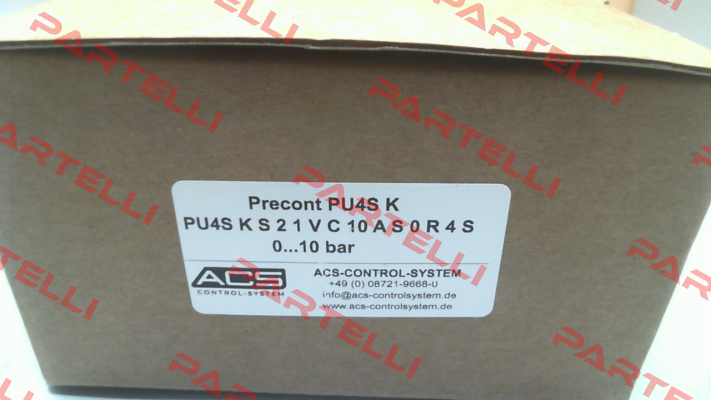 Precont PU4S K
PU4S K S 2 1 V C 10 A S 0 R 4 S
0...10 bar
ACS
CONTROL-SYSTEM
ACS-CONTROL-SYSTEM
+49 (0) 08721-9668-0
info@acs-controlsystem.de
www.acs-controlsystem.de
PARTELLI
PARTELLI
PARTELLI
PARTELLI
PARTELLI
PARTELLI
PARTELLI
PARTELLI